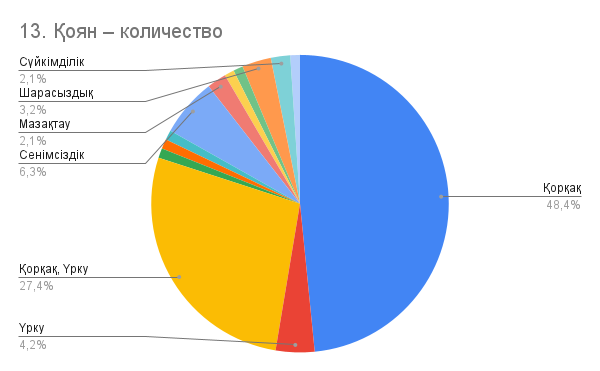 13. Қоян – количество
Сүйкімділік
2,1%
Шарасыздық
3,2%
Мазақтау
2,1%
Сенімсіздік
6,3%
Қорқақ
48,4%
Қорқақ, Үрку
27,4%
Үрку
4,2%